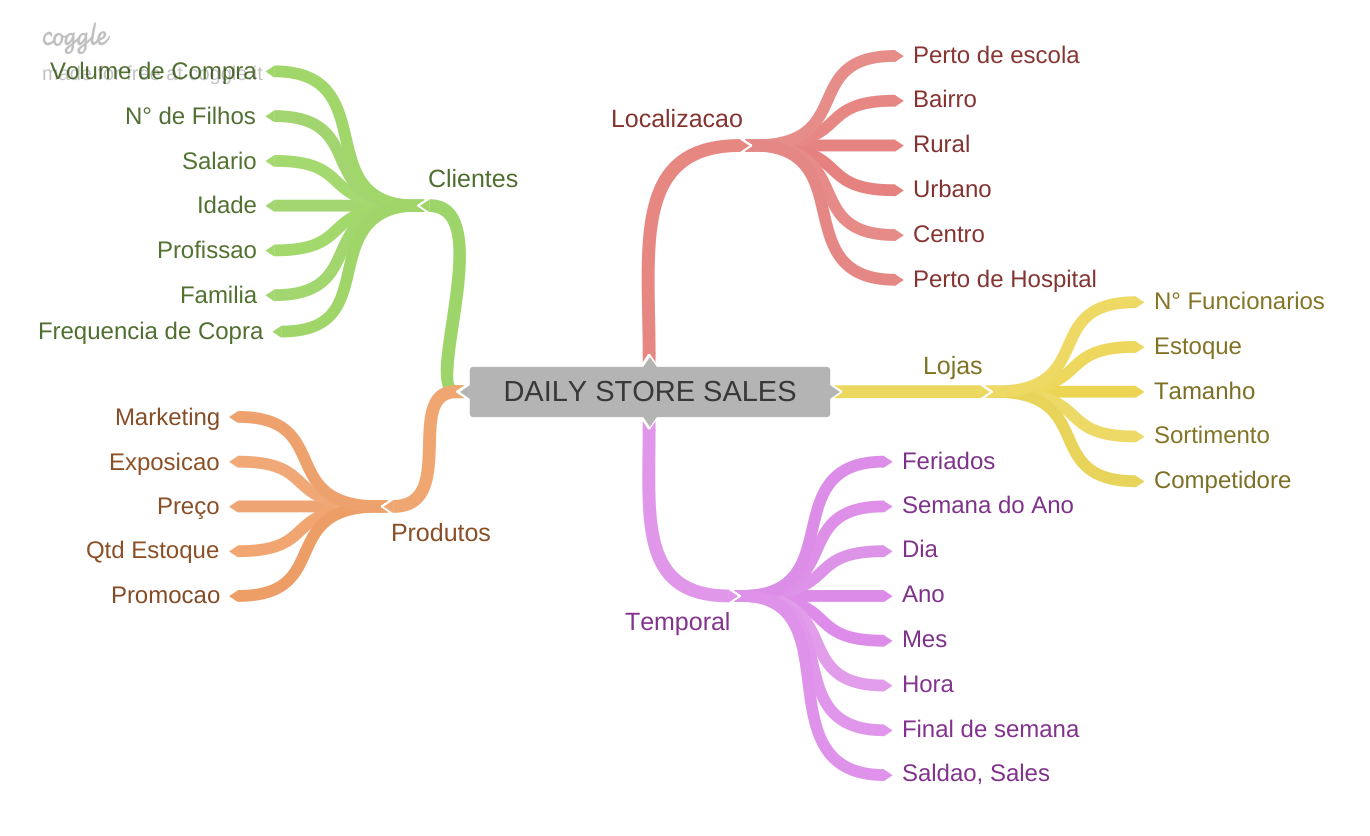 coggle
made for free at coggle.it
Volume de Compra
N° de Filhos
Salario
Idade
Profissao
Familia
Frequencia de Copra
Clientes
Marketing
Exposicao
Preço
Qtd Estoque
Promocao
Produtos
DAILY STORE SALES
Localizacao
Perto de escola
Bairro
Rural
Urbano
Centro
Perto de Hospital
Lojas
N° Funcionarios
Estoque
Tamanho
Sortimento
Competidore
Temporal
Feriados
Semana do Ano
Dia
Ano
Mes
Hora
Final de semana
Saldao, Sales